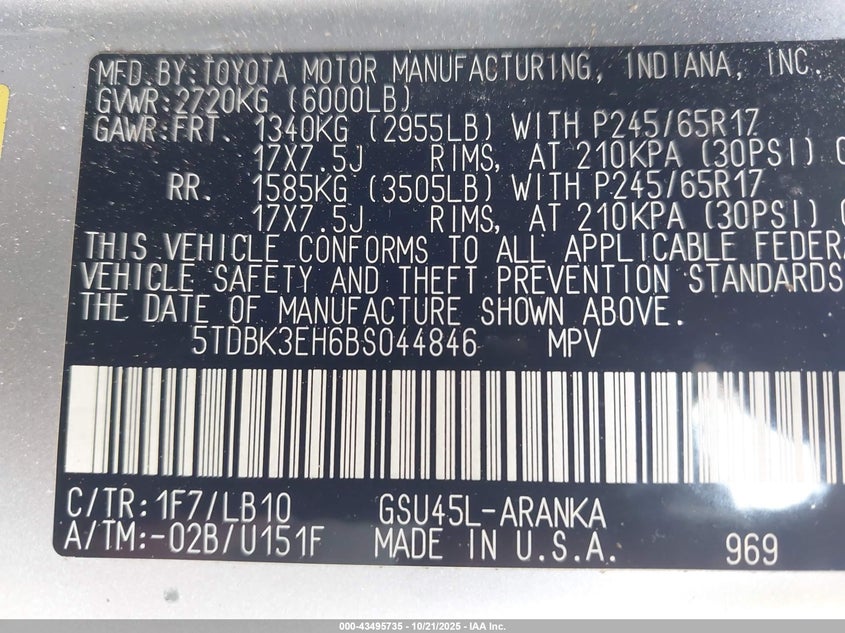 MFD.BY:TOYOTA MOTOR MANUFACTURING, INDIANA, INC.
GVWR:2720KG (6000LB)
GAWR:FRT. 1340KG (2955LB) WITH P245/65R17
17X7.5J RIMS, AT 210KPA (30PSI)
RR. 1585KG (3505LB) WITH P245/65R17
17X7.5J RIMS, AT 210KPA (30PSI)
THIS VEHICLE CONFORMS TO ALL APPLICABLE FEDERA
VEHICLE SAFETY AND THEFT PREVENTION STANDARDS
THE DATE OF MANUFACTURE SHOWN ABOVE.
5TDBK3EH6BS044846 MPV
C/TR:1F7/LB10 GSU45L-ARANKA
A/TM:-02B/U151F MADE IN U.S.A. 969
000-43495735 - 10/21/2025 - IAA Inc.